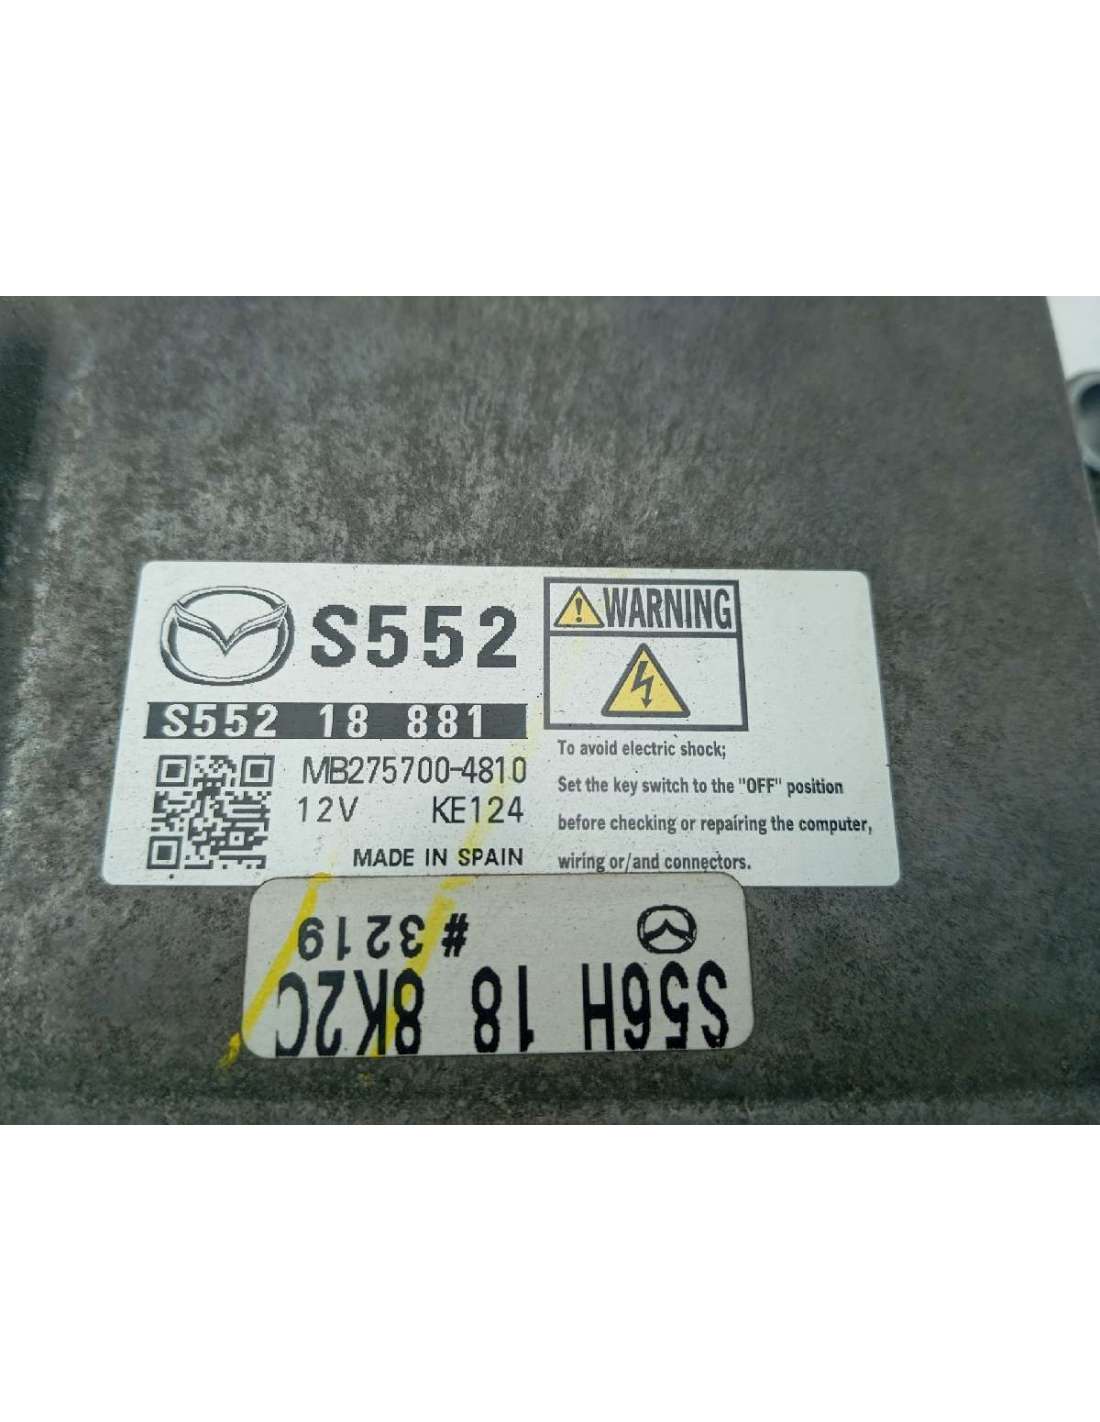 S552
S552 18 881
MB275700-4810
12V KE124
MADE IN SPAIN
WARNING
To avoid electric shock;
Set the key switch to the "OFF" position
before checking or repairing the computer,
wiring or/and connectors.
S56H 18 8K2C
# 3219